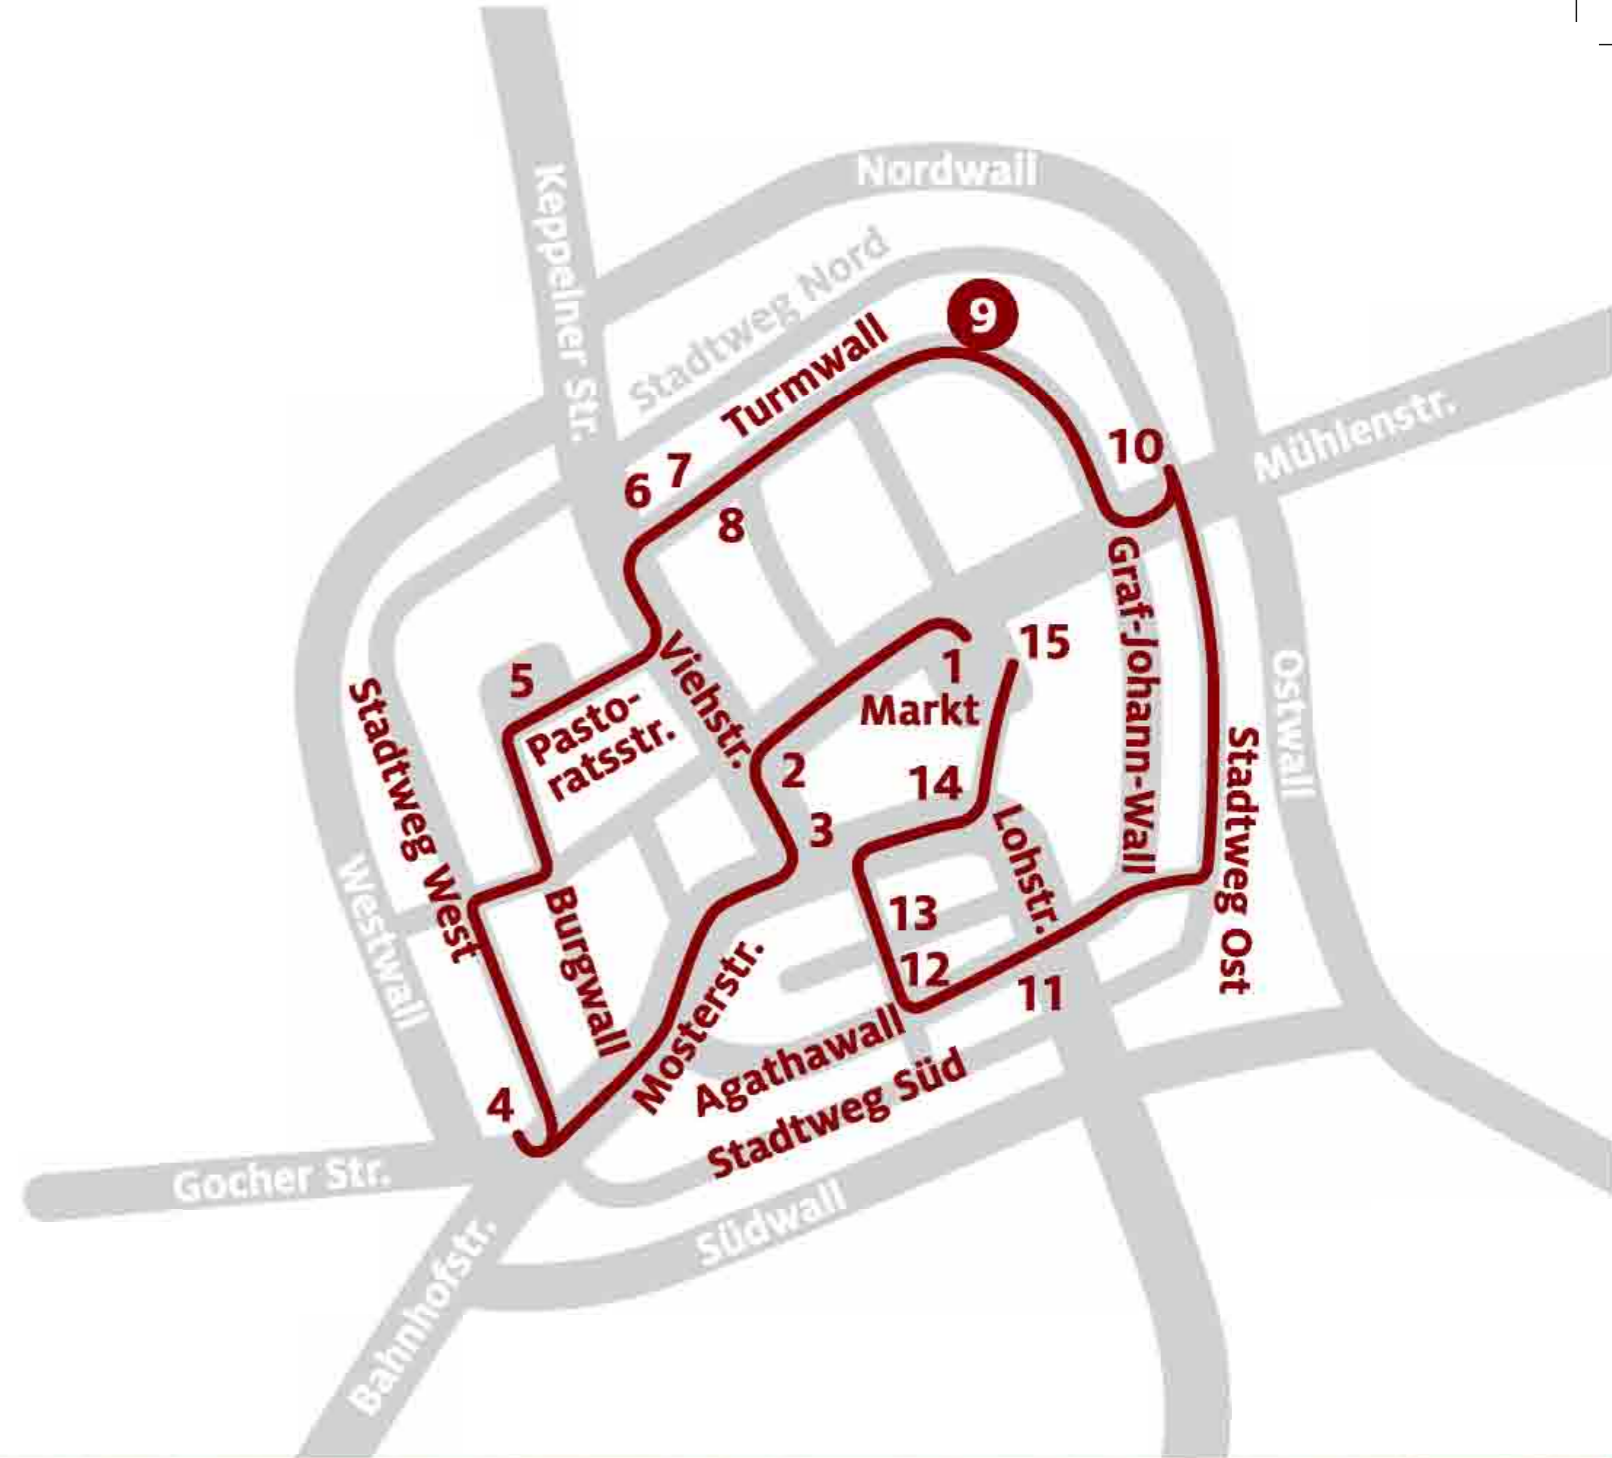 Nordwall
Keppelner Str.
Stadtweg Nord
9
Turmwall
Mühlenstr.
10
7
6
8
Graf-Johann-Wall
15
Viehstr.
1
5
Ostwall
Markt
Pasto-
ratsstr.
Stadtweg West
2
14
3
Lohstr.
Stadtweg Ost
Westwall
Burgwall
13
12
11
Mosterstr.
Agathawall
4
Stadtweg Süd
Gocher Str.
Südwall
Bahnhofstr.